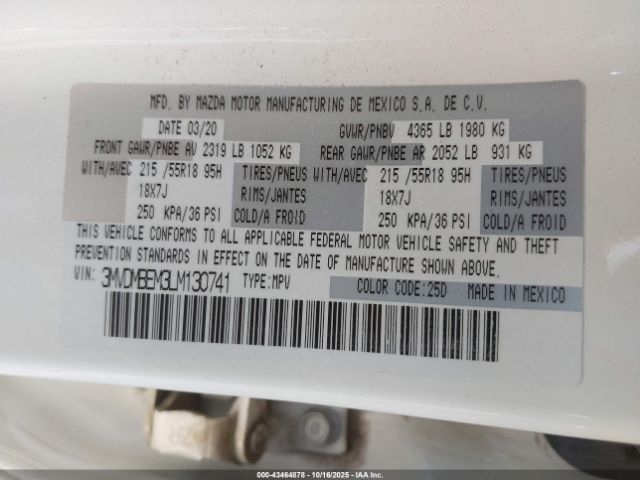 MFD. BY MAZDA MOTOR MANUFACTURING DE MEXICO S.A. DE C.V.
DATE 03/20 GVWR/PNBV 4365 LB 1980 KG
FRONT GAWR/PNBE AV 2319 LB 1052 KG REAR GAWR/PNBE AR 2052 LB 931 KG
WITH/AVEC 215 /55R18 95H TIRES/PNEUS WITH/AVEC 215 /55R18 95H TIRES/PNEUS
18X7J RIMS/JANTES 18X7J RIMS/JANTES
250 KPA/36 PSI COLD/A FROID 250 KPA/36 PSI COLD/A FROID
THIS VEHICLE CONFORMS TO ALL APPLICABLE FEDERAL MOTOR VEHICLE SAFETY AND THEFT
PREVENTION STANDARDS IN EFFECT ON THE DATE OF MANUFACTURE SHOWN ABOVE.
VIN: 3MVDMBEM3LM130741 TYPE:MPV
COLOR CODE:25D MADE IN MEXICO
000-43464878 - 10/16/2025 - IAA Inc.